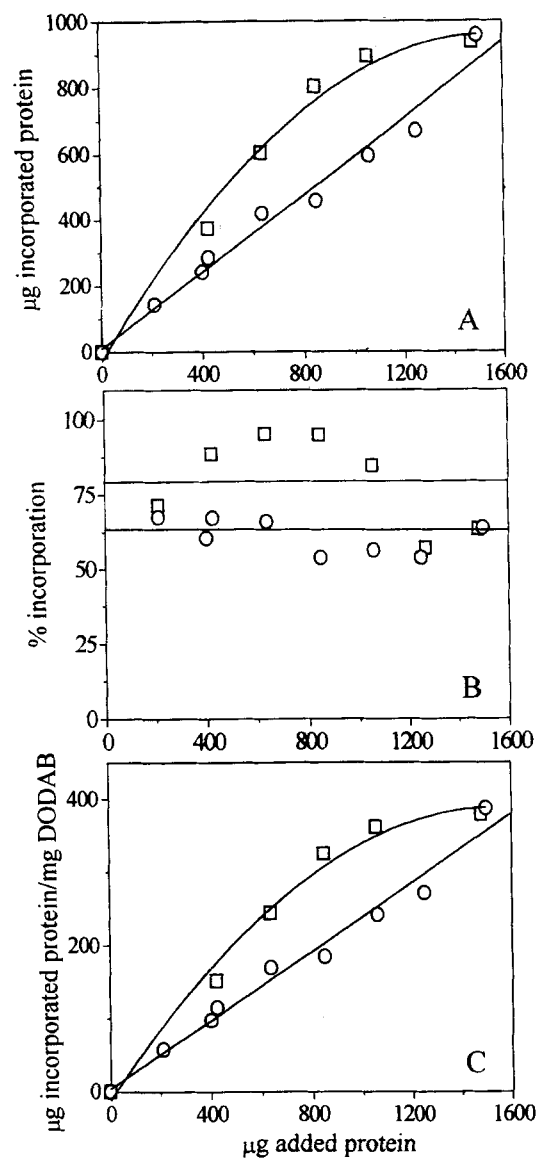 1000
800
600
400
200
0
µg incorporated protein
A
0 400 800 1200 1600
100
75
50
25
0
% incorporation
B
0 400 800 1200 1600
400
200
0
µg incorporated protein/mg DODAB
C
0 400 800 1200 1600
µg added protein